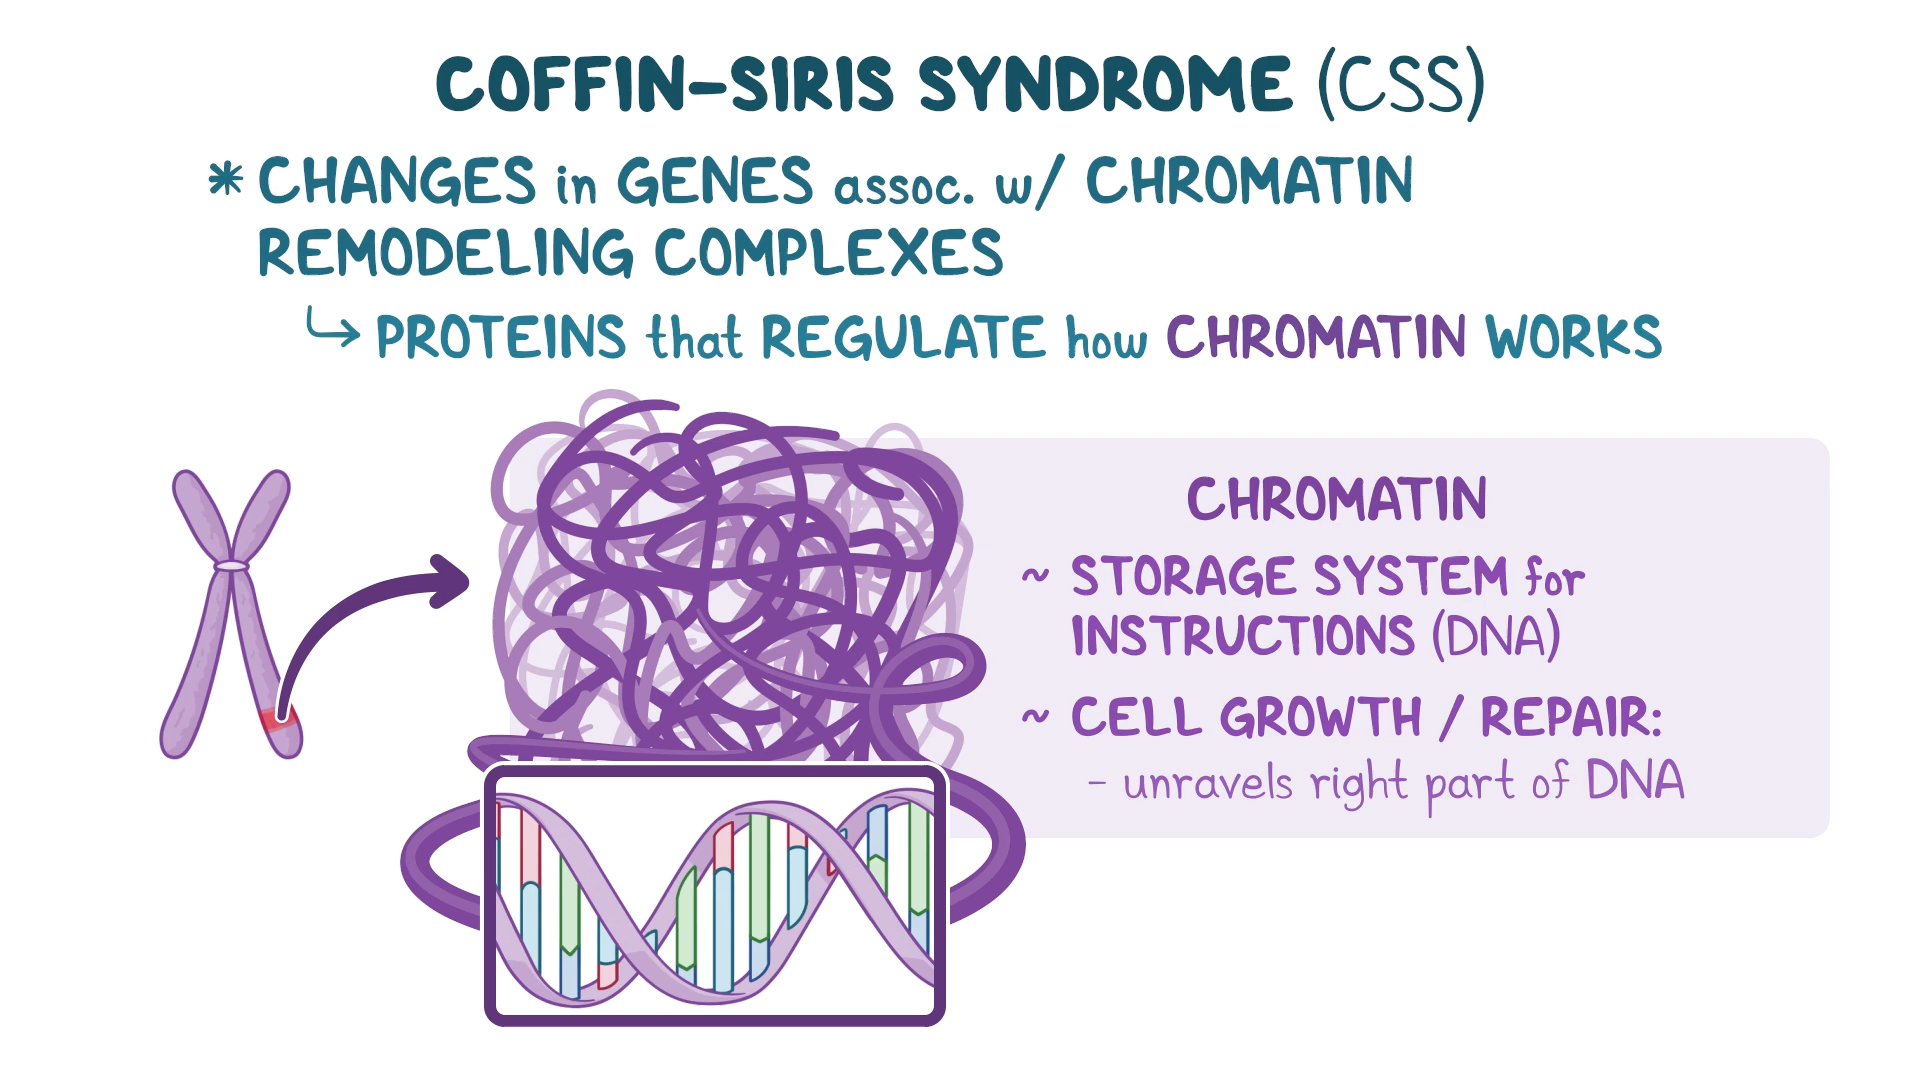 COFFIN-SIRIS SYNDROME (CSS)
* CHANGES in GENES assoc. w/ CHROMATIN
REMODELING COMPLEXES
↳ PROTEINS that REGULATE how CHROMATIN WORKS
CHROMATIN
~ STORAGE SYSTEM for
INSTRUCTIONS (DNA)
~ CELL GROWTH / REPAIR:
- unravels right part of DNA